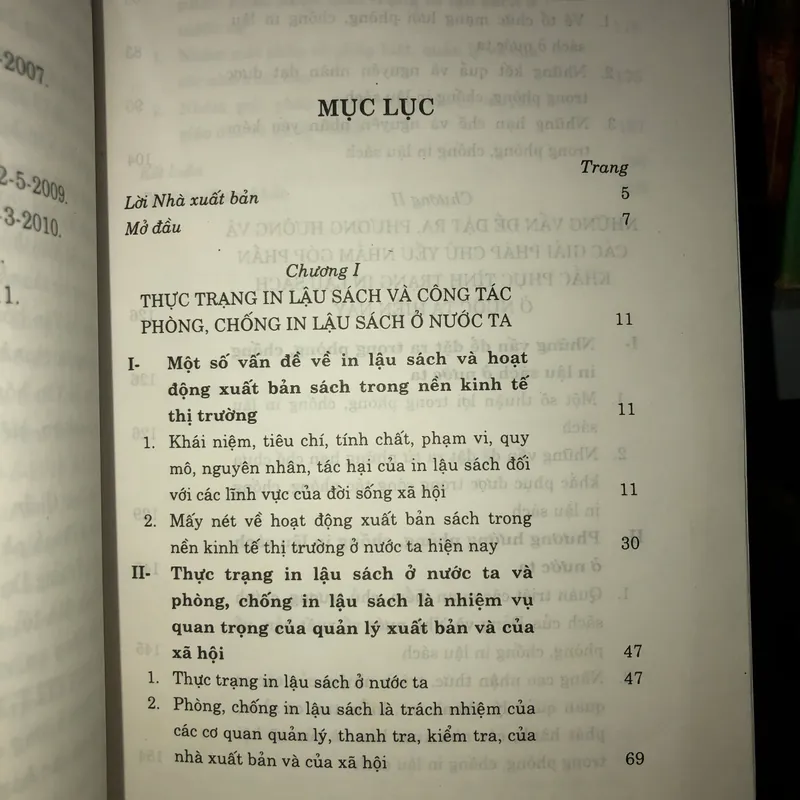 -2007.
2-5-2009.
-3-2010.
1.
MỤC LỤC
Trang
Lời Nhà xuất bản 5
Mở đầu 7
Chương I
THỰC TRẠNG IN LẬU SÁCH VÀ CÔNG TÁC
PHÒNG, CHỐNG IN LẬU SÁCH Ở NƯỚC TA 11
I- Một số vấn đề về in lậu sách và hoạt
động xuất bản sách trong nền kinh tế
thị trường 11
1. Khái niệm, tiêu chí, tính chất, phạm vi, quy
mô, nguyên nhân, tác hại của in lậu sách đối
với các lĩnh vực của đời sống xã hội 11
2. Mấy nét về hoạt động xuất bản sách trong
nền kinh tế thị trường ở nước ta hiện nay 30
II- Thực trạng in lậu sách ở nước ta và
phòng, chống in lậu sách là nhiệm vụ
quan trọng của quản lý xuất bản và của
xã hội 47
1. Thực trạng in lậu sách ở nước ta 47
2. Phòng, chống in lậu sách là trách nhiệm của
các cơ quan quản lý, thanh tra, kiểm tra, của
nhà xuất bản và của xã hội 69